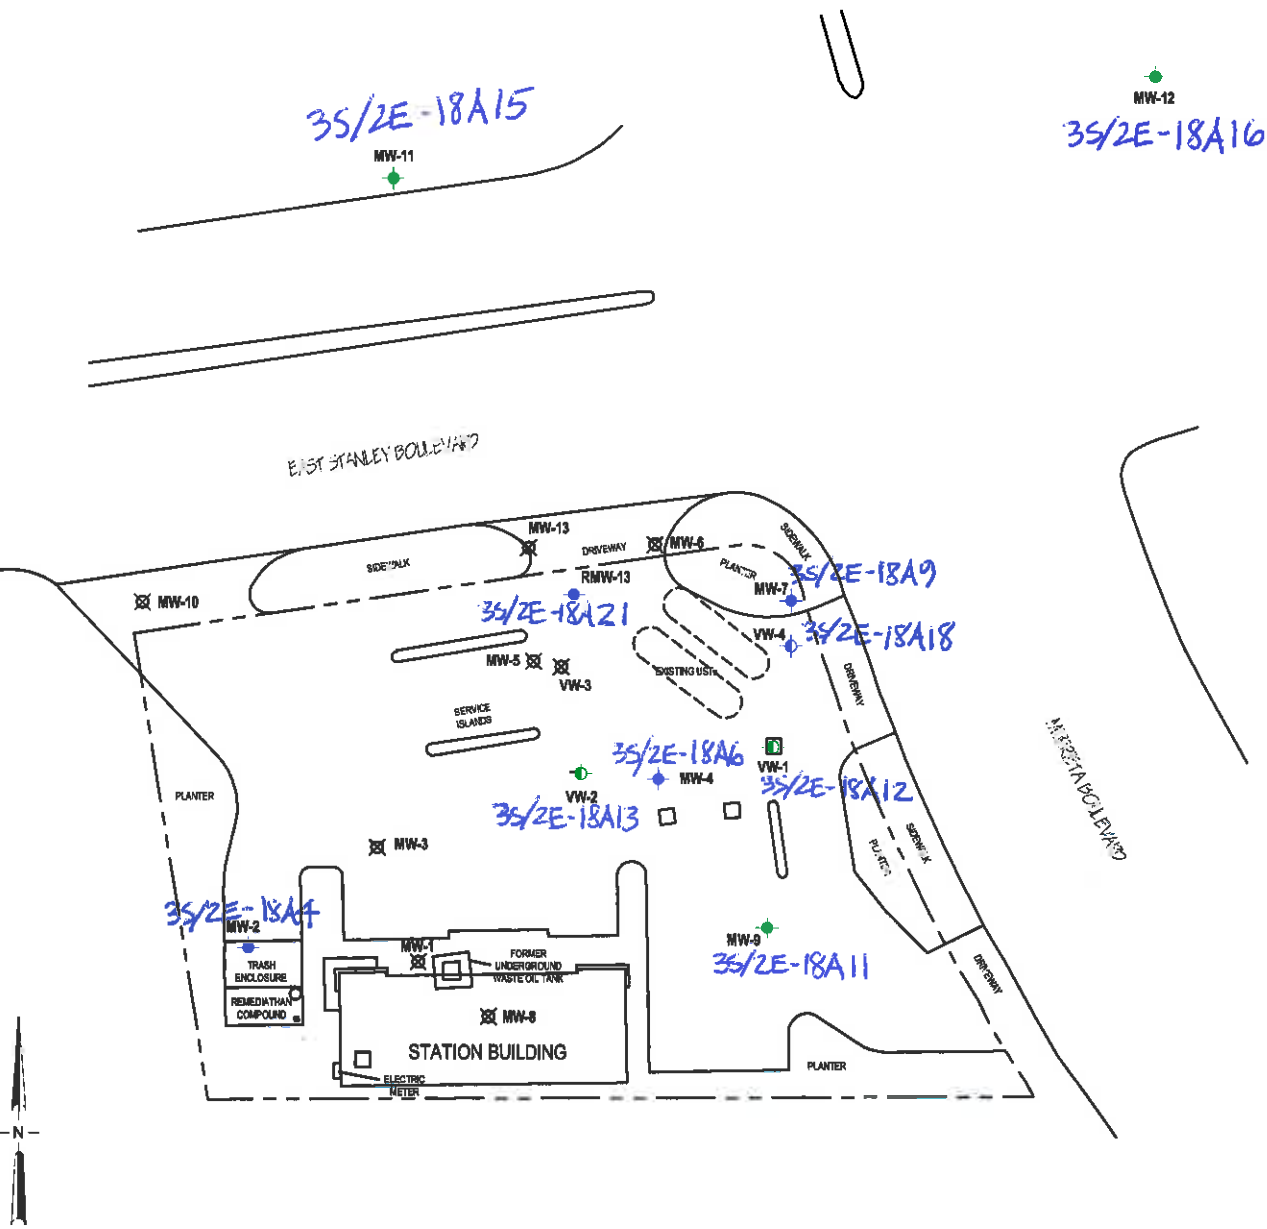 MW-12
3S/2E-18A16
3S/2E-18A15
MW-11
EAST STANLEY BOULEVARD
MW-13
DRIVEWAY
MW-6
SIDEWALK
SIDEWALK
PLANTER
RMW-13
3S/2E-18A9
MW-7
MW-10
3S/2E-18A21
VW-4
3S/2E-18A18
MW-5
VW-3
EXISTING USTs
DRIVEWAY
SERVICE
ISLANDS
3S/2E-18A6
MW-4
VW-1
3S/2E-18A12
PLANTER
VW-2
3S/2E-18A13
MW-3
SIDEWALK
PLANTER
BOULEVARD
3S/2E-18A4
MW-2
MW-1
MW-9
3S/2E-18A11
FORMER
UNDERGROUND
WASTE OIL TANK
TRASH
ENCLOSURE
REMEDIATHAN
COMPOUND
DRIVEWAY
MW-8
STATION BUILDING
PLANTER
ELECTRIC
METER
N